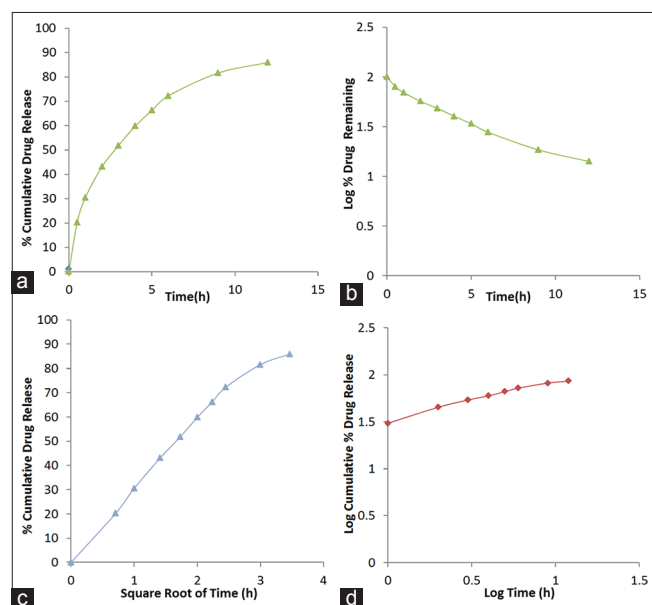 100
90
80
70
60
50
40
30
20
10
0
% Cumulative Drug Release
0 5 10 15
Time(h)
a
2.5
2
1.5
1
0.5
0
Log % Drug Remaining
0 5 10 15
Time(h)
b
100
90
80
70
60
50
40
30
20
10
0
% Cumulative Drug Relaese
0 1 2 3 4
Square Root of Time (h)
c
2.5
2
1.5
1
0.5
0
Log Cumulative % Drug Release
0 0.5 1 1.5
Log Time (h)
d